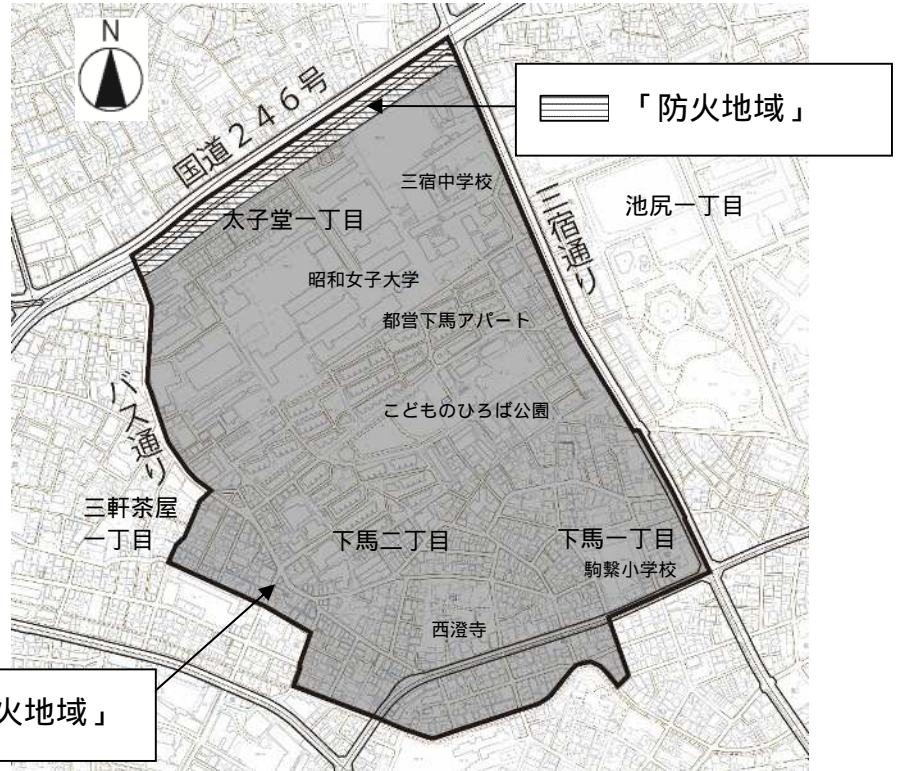 N
国道246号
「防火地域」
三宿中学校
三宿通り
池尻一丁目
太子堂一丁目
昭和女子大学
都営下馬アパート
こどものひろば公園
バス通り
三軒茶屋
一丁目
下馬二丁目
下馬一丁目
駒繫小学校
西澄寺
火地域」